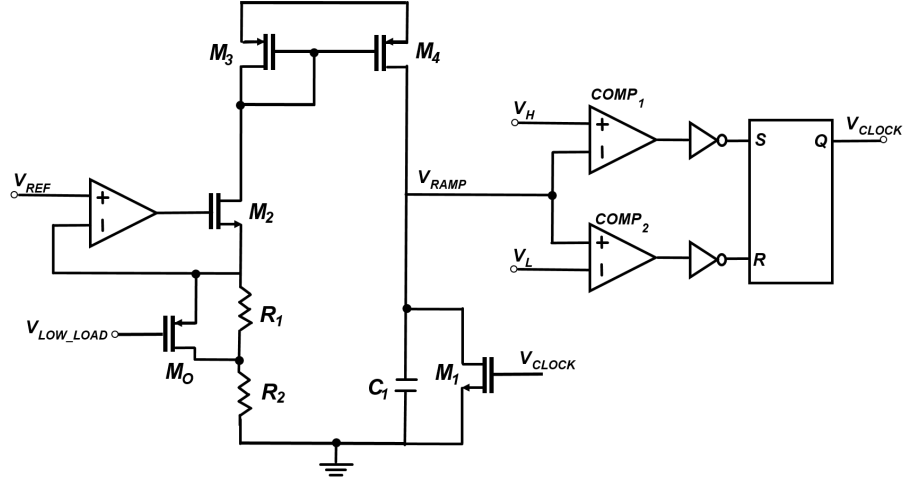 M3
M4
COMP1
VH
+
−
S
Q
VCLOCK
VREF
+
−
M2
VRAMP
COMP2
+
−
VL
R
VLOW_LOAD
MO
R1
R2
C1
M1
VCLOCK